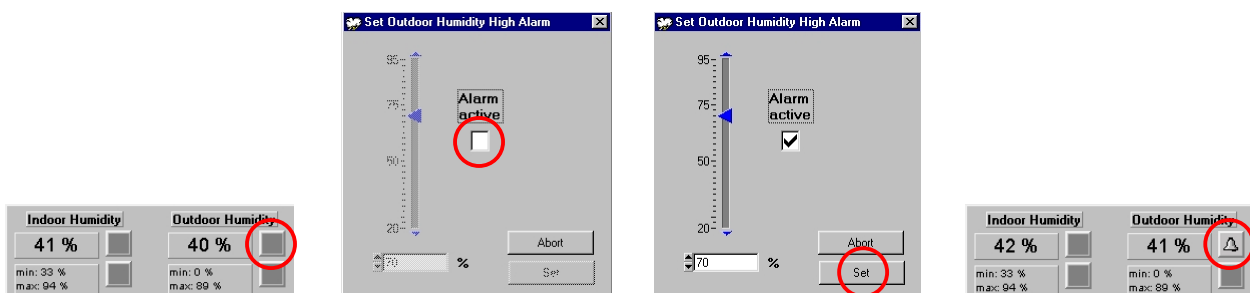 Indoor Humidity
Outdoor Humidity
41 %
40 %
min: 33 %
max: 94 %
min: 0 %
max: 89 %
Set Outdoor Humidity High Alarm
95
75
50
20
Alarm
active
Abort
70
%
Set
Set Outdoor Humidity High Alarm
95
75
50
20
Alarm
active
Abort
70
%
Set
Indoor Humidity
Outdoor Humidity
42 %
41 %
min: 33 %
max: 94 %
min: 0 %
max: 89 %